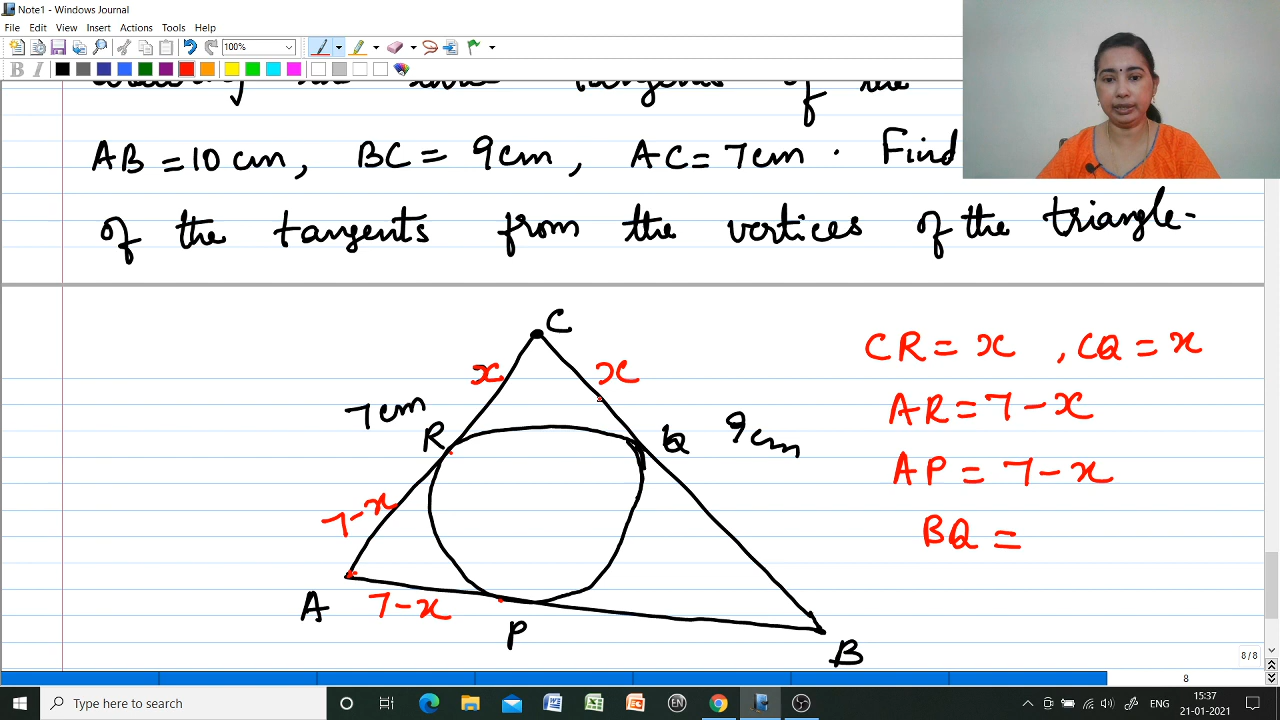 Note1 - Windows Journal
File Edit View Insert Actions Tools Help
100%
B I
tangents of
AB = 10 cm, BC = 9cm, AC = 7cm . Find
of the tangents from the vertices of the triangle.
C
CR = x , CQ = x
x x
7cm
AR = 7-x
R Q 9cm
AP = 7-x
7-x
BQ =
A 7-x
P
B
8/8
8
Type here to search
ENG
15:37
21-01-2021